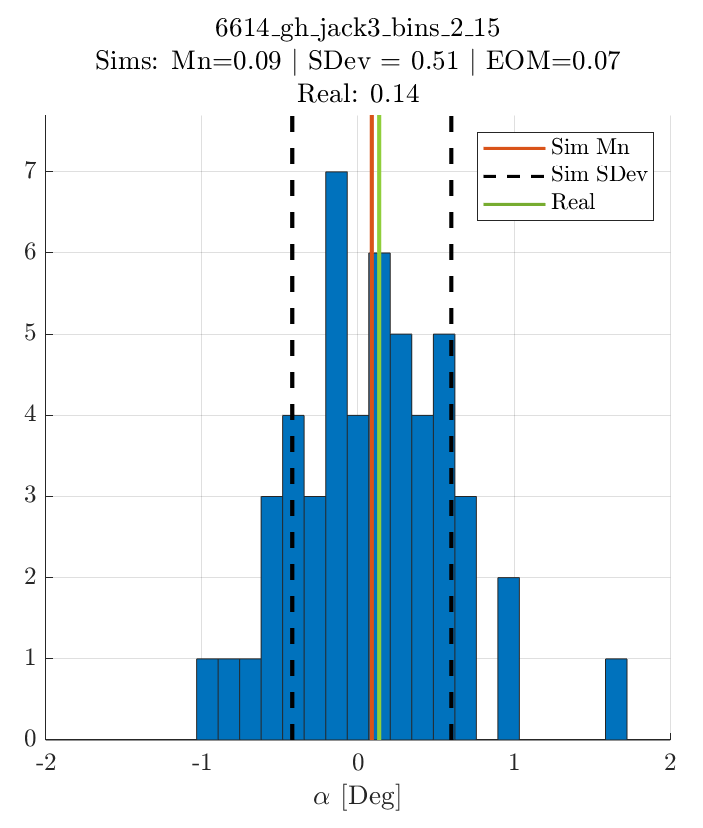 6614_gh_jack3_bins_2_15
Sims: Mn=0.09 | SDev = 0.51 | EOM=0.07
Real: 0.14
Sim Mn
Sim SDev
Real
7
6
5
4
3
2
1
0
-2
-1
0
1
2
α [Deg]